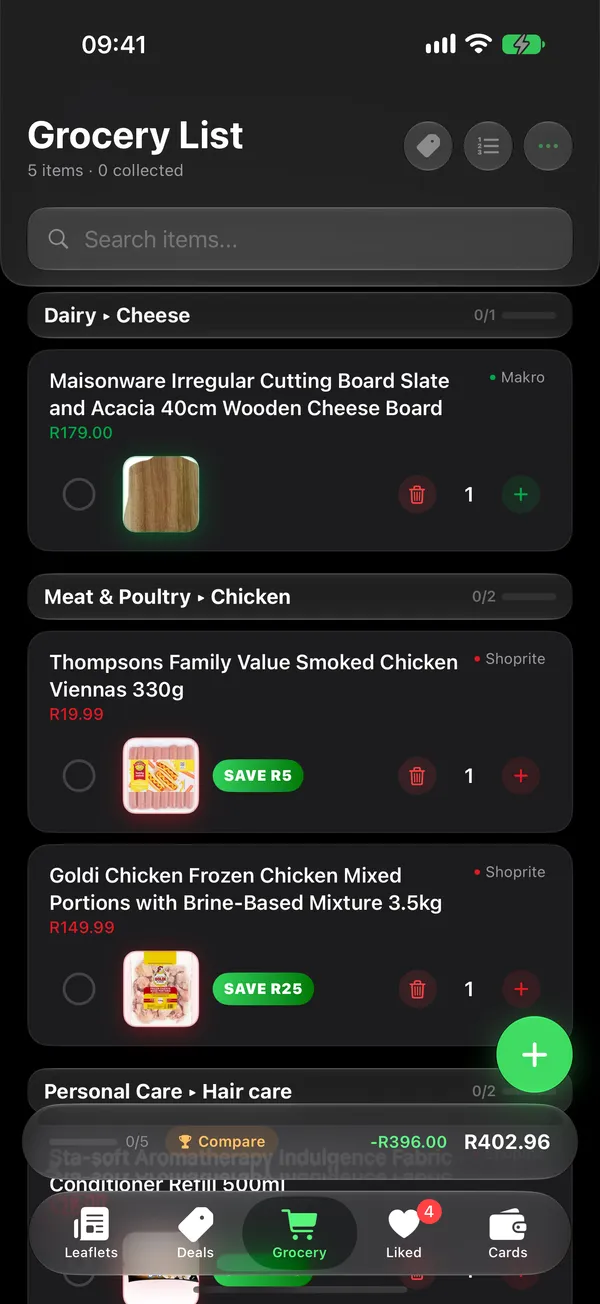 09:41
Grocery List
5 items · 0 collected
Search items...
Dairy ▸ Cheese
0/1
Maisonware Irregular Cutting Board Slate
and Acacia 40cm Wooden Cheese Board
• Makro
R179.00
1
Meat & Poultry ▸ Chicken
0/2
Thompsons Family Value Smoked Chicken
Viennas 330g
• Shoprite
R19.99
SAVE R5
1
Goldi Chicken Frozen Chicken Mixed
Portions with Brine-Based Mixture 3.5kg
• Shoprite
R149.99
SAVE R25
1
Personal Care ▸ Hair care
0/2
0/5
Compare
-R396.00
R402.96
Sta-soft Aromatherapy Indulgence Fabric
Conditioner Refill 500ml
4
Leaflets
Deals
Grocery
Liked
Cards